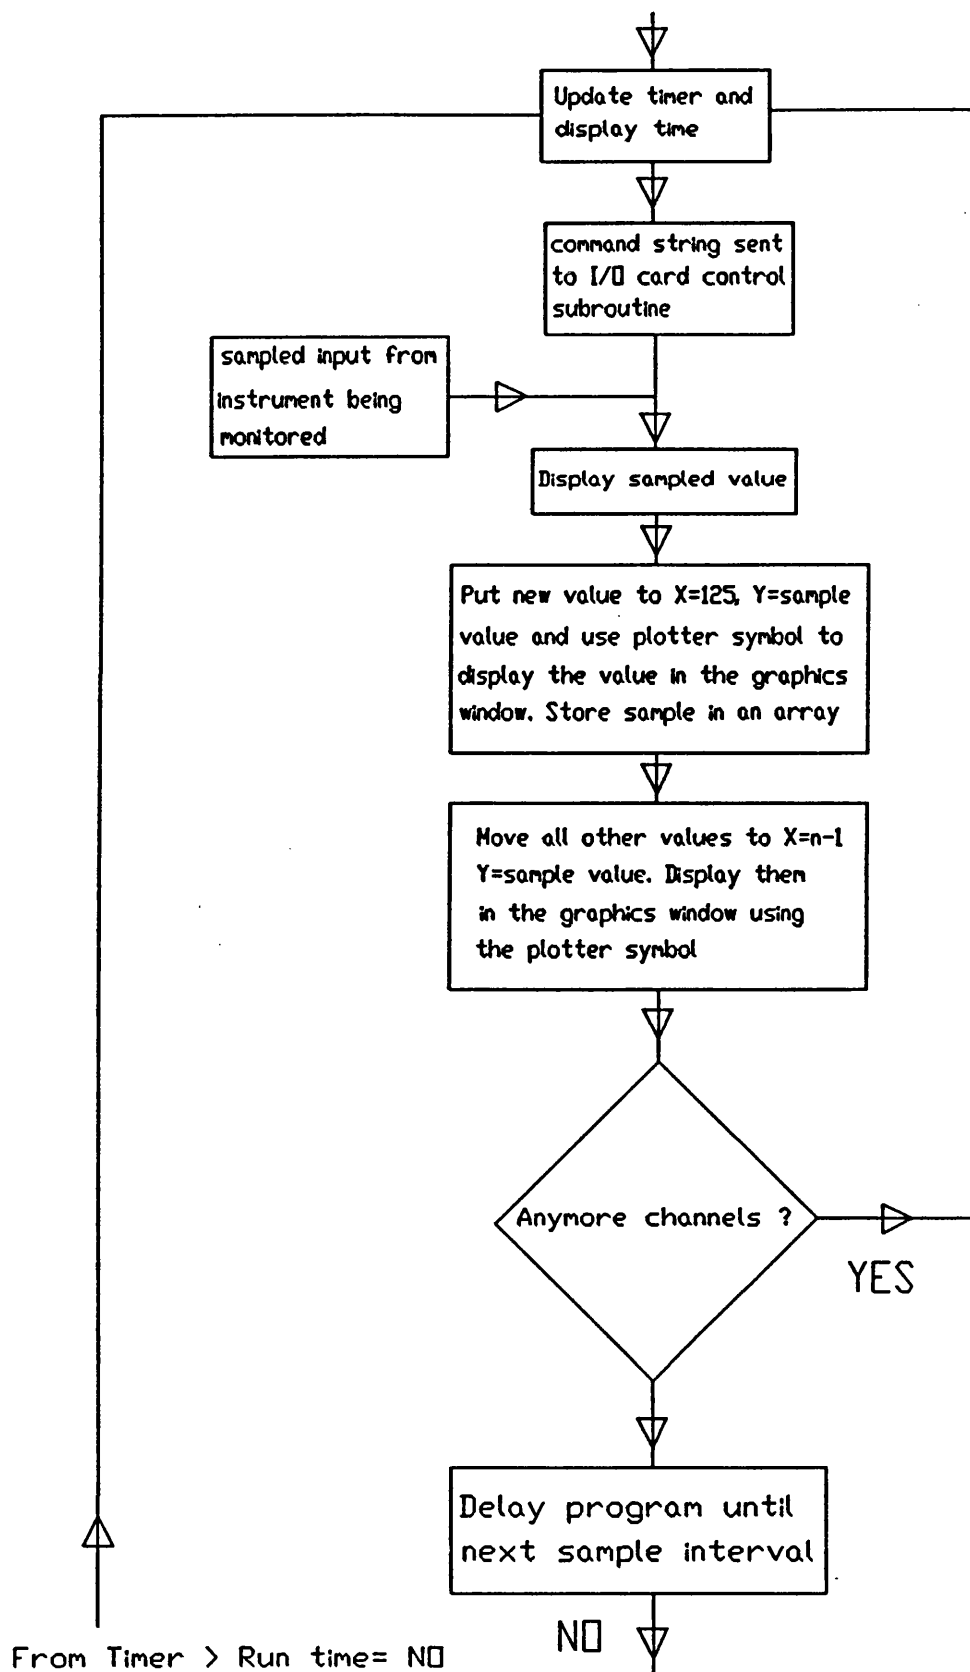 Update timer and
display time
command string sent
to I/O card control
subroutine
sampled input from
instrument being
monitored
Display sampled value
Put new value to X=125, Y=sample
value and use plotter symbol to
display the value in the graphics
window. Store sample in an array
Move all other values to X=n-1
Y=sample value. Display them
in the graphics window using
the plotter symbol
Anymore channels ?
YES
Delay program until
next sample interval
NO
From Timer > Run time= NO